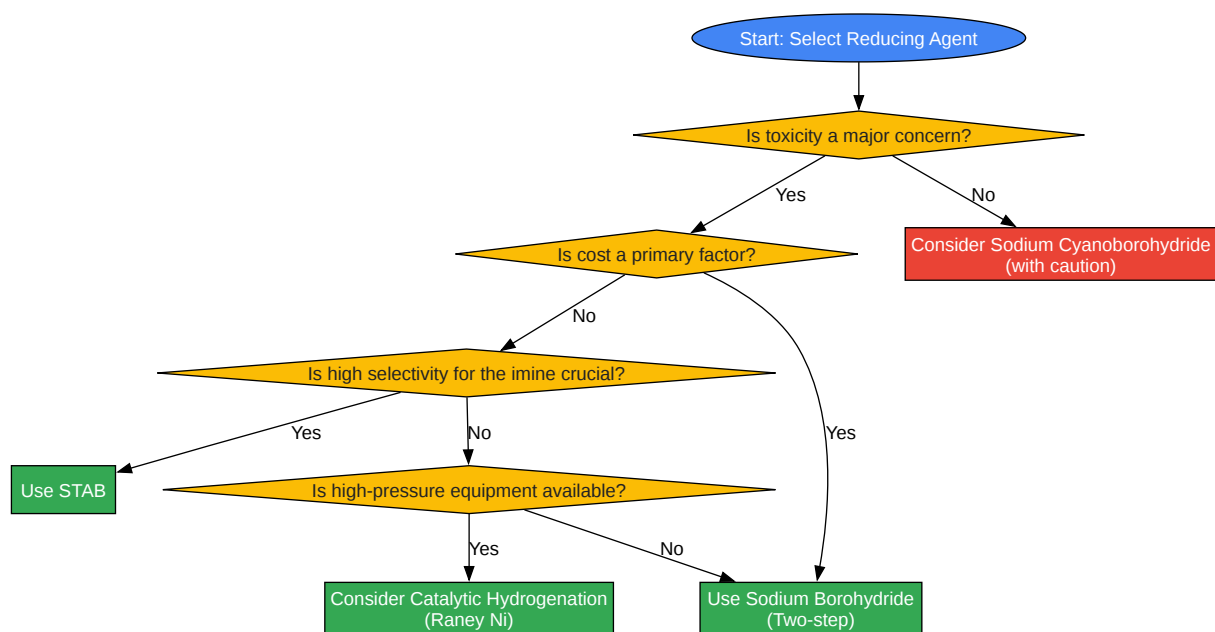 Start: Select Reducing Agent
Is toxicity a major concern?
Yes
No
Is cost a primary factor?
Consider Sodium Cyanoborohydride
(with caution)
No
Is high selectivity for the imine crucial?
Yes
No
Yes
Use STAB
Is high-pressure equipment available?
Yes
No
Consider Catalytic Hydrogenation
(Raney Ni)
Use Sodium Borohydride
(Two-step)